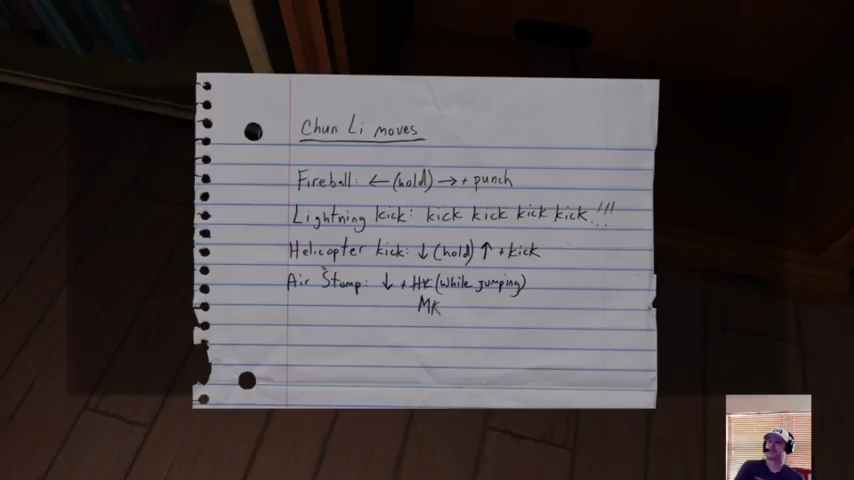 Chun Li moves
Fireball: ← (hold) → + punch
Lightning kick: kick kick kick kick!!!
Helicopter kick: ↓ (hold) ↑ + kick
Air Stomp: ↓ + HK (while jumping)
MK